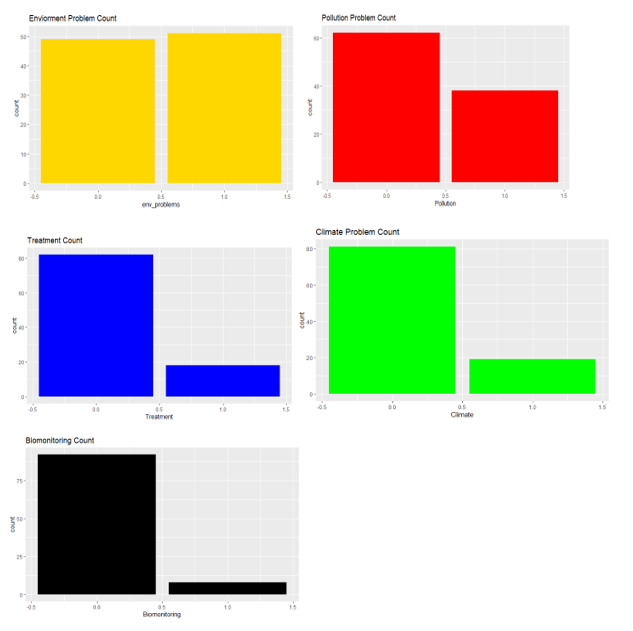 Enviorment Problem Count
50
40
30
20
10
0
count
-0.5 0.0 0.5 1.0 1.5
env_problems
Pollution Problem Count
60
40
20
0
count
-0.5 0.0 0.5 1.0 1.5
Pollution
Treatment Count
80
60
40
20
0
count
-0.5 0.0 0.5 1.0 1.5
Treatment
Climate Problem Count
80
60
40
20
0
count
-0.5 0.0 0.5 1.0 1.5
Climate
Biomonitoring Count
75
50
25
0
count
-0.5 0.0 0.5 1.0 1.5
Biomonitoring